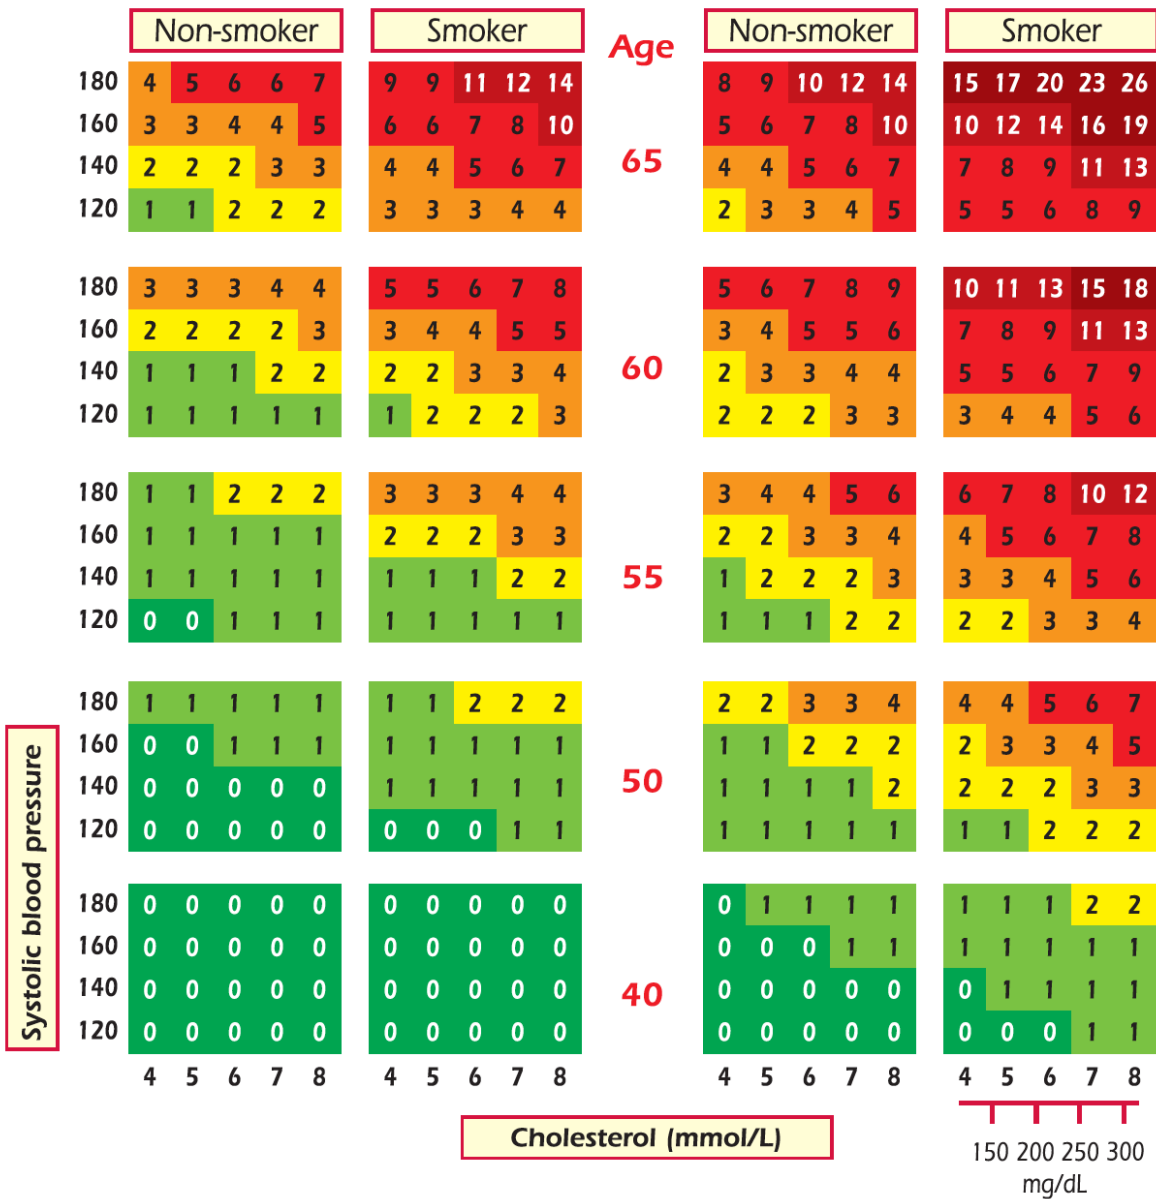 Non-smoker Smoker Age Non-smoker Smoker
180 4 5 6 6 7 9 9 11 12 14 8 9 10 12 14 15 17 20 23 26
160 3 3 4 4 5 6 6 7 8 10 5 6 7 8 10 10 12 14 16 19
65
140 2 2 2 3 3 4 4 5 6 7 4 4 5 6 7 7 8 9 11 13
120 1 1 2 2 2 3 3 3 4 4 2 3 3 4 5 5 5 6 8 9
180 3 3 3 4 4 5 5 6 7 8 5 6 7 8 9 10 11 13 15 18
160 2 2 2 2 3 3 4 4 5 5 3 4 5 5 6 7 8 9 11 13
60
140 1 1 1 2 2 2 2 3 3 4 2 3 3 4 4 5 5 6 7 9
120 1 1 1 1 1 1 2 2 2 3 2 2 2 3 3 3 4 4 5 6
180 1 1 2 2 2 3 3 3 4 4 3 4 4 5 6 6 7 8 10 12
160 1 1 1 1 1 2 2 2 3 3 2 2 3 3 4 4 5 6 7 8
55
140 1 1 1 1 1 1 1 1 2 2 1 2 2 2 3 3 3 4 5 6
120 0 0 1 1 1 1 1 1 1 1 1 1 1 2 2 2 2 3 3 4
180 1 1 1 1 1 1 1 2 2 2 2 2 3 3 4 4 4 5 6 7
160 0 0 1 1 1 1 1 1 1 1 1 1 2 2 2 2 3 3 4 5
50
140 0 0 0 0 0 1 1 1 1 1 1 1 1 1 2 2 2 2 3 3
120 0 0 0 0 0 0 0 0 1 1 1 1 1 1 1 1 1 2 2 2
180 0 0 0 0 0 0 0 0 0 0 0 1 1 1 1 1 1 1 2 2
160 0 0 0 0 0 0 0 0 0 0 0 0 0 1 1 1 1 1 1 1
40
140 0 0 0 0 0 0 0 0 0 0 0 0 0 0 0 0 1 1 1 1
120 0 0 0 0 0 0 0 0 0 0 0 0 0 0 0 0 0 0 1 1
Systolic blood pressure
4 5 6 7 8 4 5 6 7 8 4 5 6 7 8 4 5 6 7 8
Cholesterol (mmol/L)
150 200 250 300
mg/dL